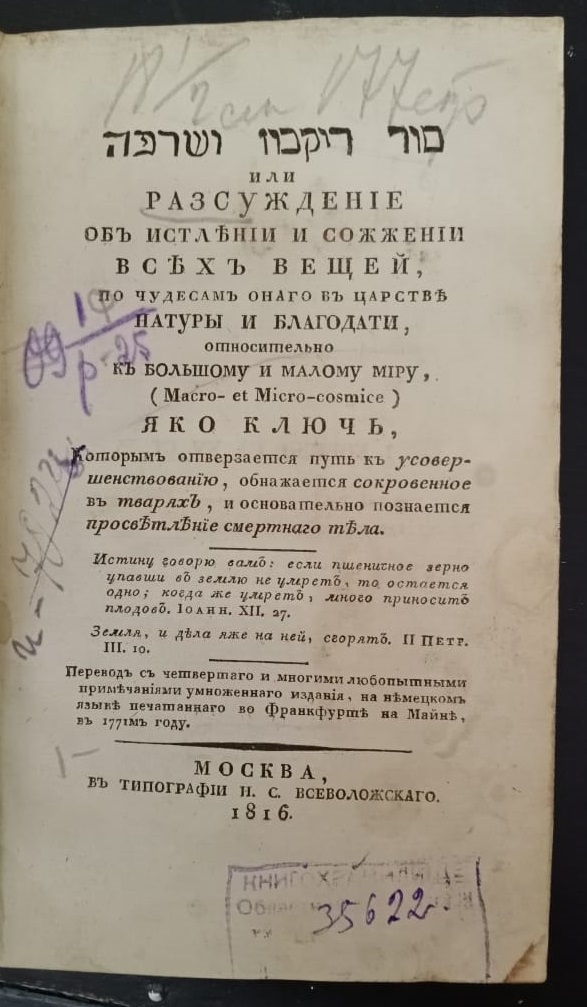 סוד ריקבון ושרפה
или
РАЗСУЖДЕНІЕ
ОБЪ ИСТЛѢНІИ И СОЖЖЕНІИ
ВСѢХЪ ВЕЩЕЙ,
ПО ЧУДЕСАМЪ ОНАГО ВЪ ЦАРСТВѢ
НАТУРЫ И БЛАГОДАТИ,
относительно
КЪ БОЛЬШОМУ И МАЛОМУ МІРУ,
( Macro- et Micro-cosmice )
ЯКО КЛЮЧЬ,
Которымъ отверзается путь къ усовер-
шенствованію, обнажается сокровенное
въ тваряхъ, и основательно познается
просвѣтлѣніе смертнаго тѣла.
Истину говорю вамъ: если пшеничное зерно
упавши въ землю не умретъ, то остается
одно; когда же умретъ, много приноситъ
плодовъ. ІОАНН. XII. 27.
Земля, и дѣла яже на ней, сгорятъ. II ПЕТР.
III. 10.
Переводъ съ четвертаго и многими любопытными
примѣчаніями умноженнаго изданія, на нѣмецкомъ
языкѣ печатаннаго во Франкфуртѣ на Майнѣ,
въ 1771мъ году.
МОСКВА,
ВЪ ТИПОГРАФІИ Н. С. ВСЕВОЛОЖСКАГО.
1816.
35622